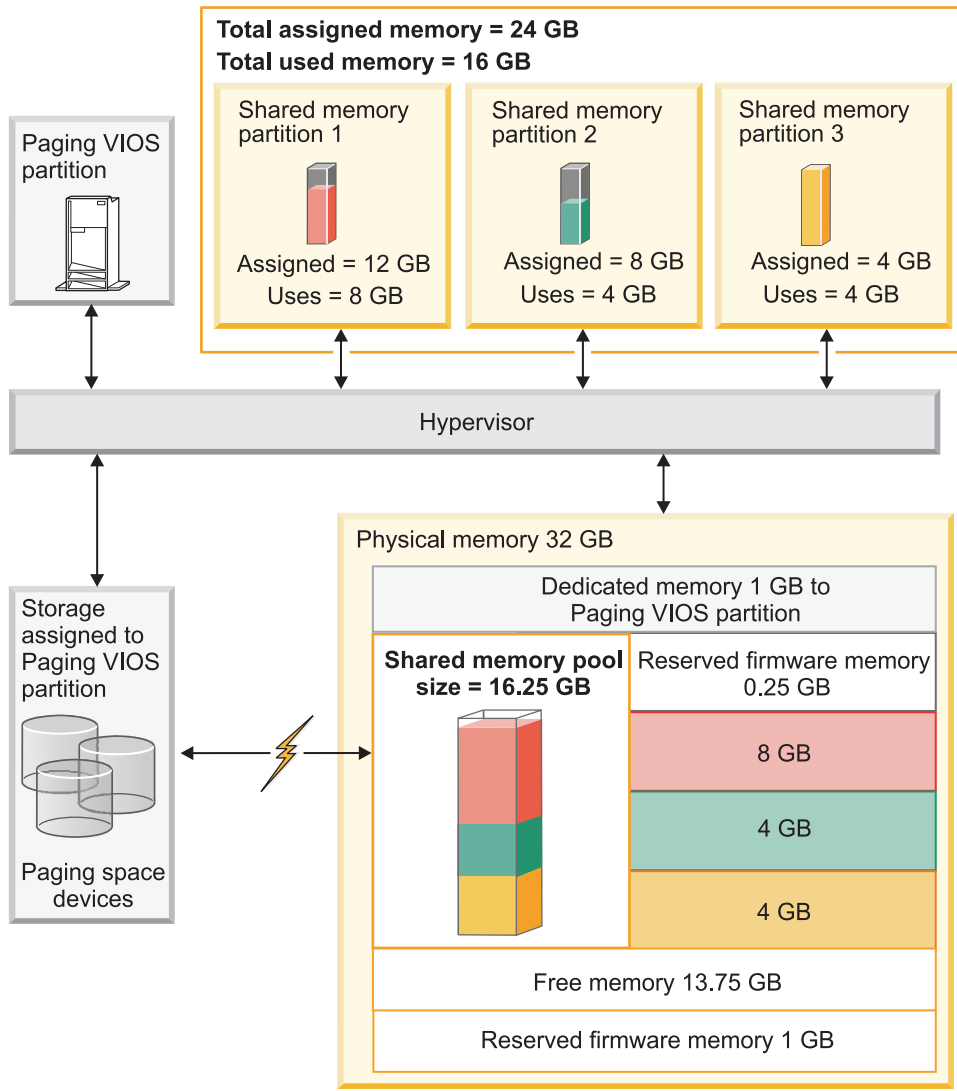 Total assigned memory = 24 GB
Total used memory = 16 GB
Paging VIOS
partition
Shared memory
partition 1
Assigned = 12 GB
Uses = 8 GB
Shared memory
partition 2
Assigned = 8 GB
Uses = 4 GB
Shared memory
partition 3
Assigned = 4 GB
Uses = 4 GB
Hypervisor
Storage
assigned to
Paging VIOS
partition
Paging space
devices
Physical memory 32 GB
Dedicated memory 1 GB to
Paging VIOS partition
Shared memory pool
size = 16.25 GB
Reserved firmware memory
0.25 GB
8 GB
4 GB
4 GB
Free memory 13.75 GB
Reserved firmware memory 1 GB